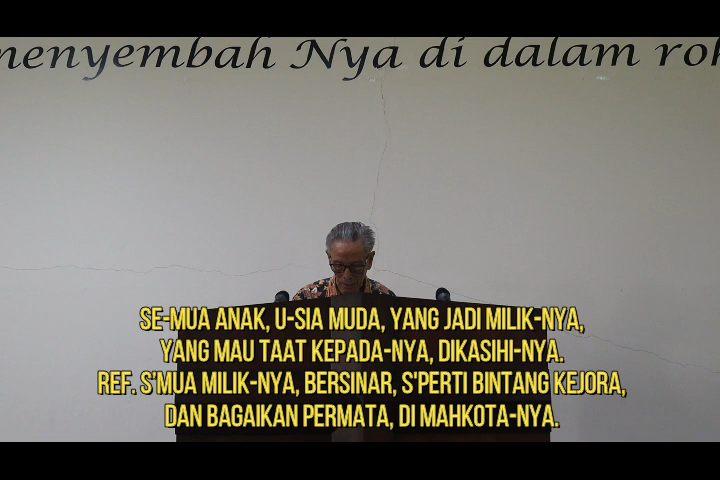 menyembah Nya di dalam roh
SE-MUA ANAK, U-SIA MUDA, YANG JADI MILIK-NYA,
YANG MAU TAAT KEPADA-NYA, DIKASIHI-NYA.
REF. S'MUA MILIK-NYA, BERSINAR, S'PERTI BINTANG KEJORA,
DAN BAGAIKAN PERMATA, DI MAHKOTA-NYA.